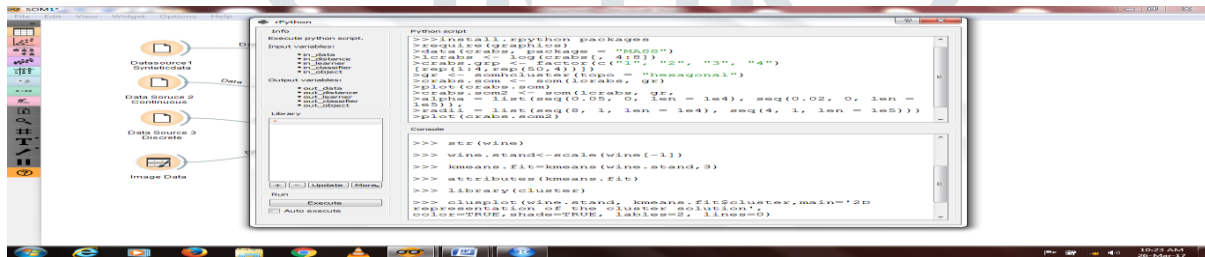 SOM1*
File Edit View Widget Options Help
Datasource1
Synteticdata
Data
Data Soruce 2
Continuous
Data Source 3
Discrete
Image Data
rPython
Info
Execute python script.
Input variables:
• in_data
• in_distance
• in_learner
• in_classifier
• in_object
Output variables:
• out_data
• out_distance
• out_learner
• out_classifier
• out_object
Library
+ − Update More
Run
Execute
Auto execute
Python script
>>>install.rpython packages
>require(graphics)
>data(crabs, package = "MASS")
>lcrabs <- log(crabs[, 4:8])
>crabs.grp <- factor(c("1", "2", "3", "4")
[rep(1:4,rep(50,4))])
>gr <- somhcluster(topo = "hexagonal")
>crabs.som <- som(lcrabs, gr)
>plot(crabs.som)
>crabs.som2 <- som(lcrabs, gr,
>alpha = list(seq(0.05, 0, len = 1e4), seq(0.02, 0, len =
1e5)),
>radii = list(seq(8, 1, len = 1e4), seq(4, 1, len = 1e5)))
>plot(crabs.som2)
Console
>>> str(wine)
>>> wine.stand<-scale(wine[-1])
>>> kmeans.fit=kmeans(wine.stand,3)
>>> attributes(kmeans.fit)
>>> library(cluster)
>>> clusplot(wine.stand, kmeans.fit$cluster,main='2D
representation of the cluster solution',
color=TRUE,shade=TRUE, lables=2, lines=0)
10:23 AM
26-Mar-17